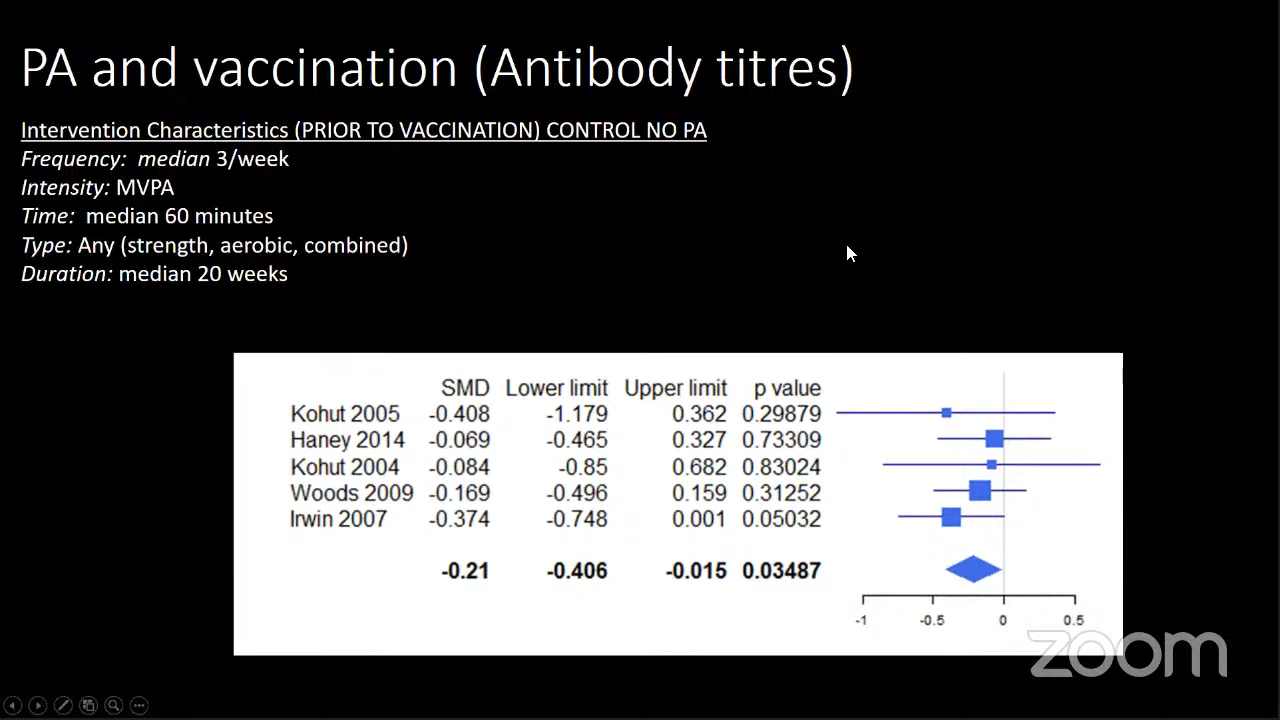 PA and vaccination (Antibody titres)
Intervention Characteristics (PRIOR TO VACCINATION) CONTROL NO PA
Frequency:  median 3/week
Intensity: MVPA
Time:  median 60 minutes
Type: Any (strength, aerobic, combined)
Duration: median 20 weeks
SMD Lower limit Upper limit p value
Kohut 2005 -0.408 -1.179 0.362 0.29879
Haney 2014 -0.069 -0.465 0.327 0.73309
Kohut 2004 -0.084 -0.85 0.682 0.83024
Woods 2009 -0.169 -0.496 0.159 0.31252
Irwin 2007 -0.374 -0.748 0.001 0.05032
-0.21 -0.406 -0.015 0.03487
-1 -0.5 0 0.5
zoom